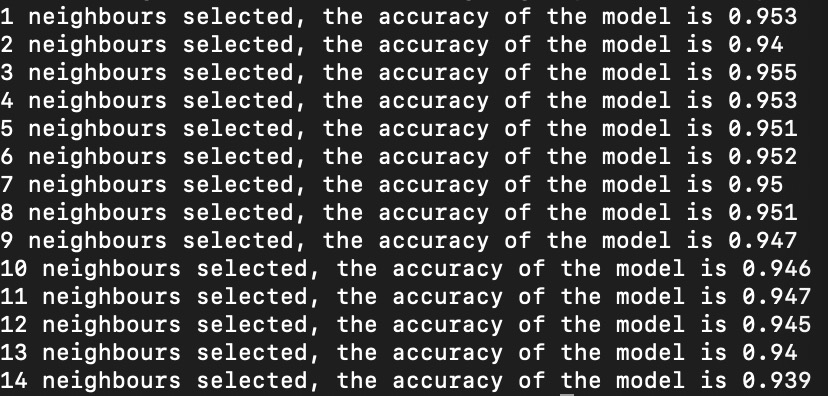 1 neighbours selected, the accuracy of the model is 0.953
2 neighbours selected, the accuracy of the model is 0.94
3 neighbours selected, the accuracy of the model is 0.955
4 neighbours selected, the accuracy of the model is 0.953
5 neighbours selected, the accuracy of the model is 0.951
6 neighbours selected, the accuracy of the model is 0.952
7 neighbours selected, the accuracy of the model is 0.95
8 neighbours selected, the accuracy of the model is 0.951
9 neighbours selected, the accuracy of the model is 0.947
10 neighbours selected, the accuracy of the model is 0.946
11 neighbours selected, the accuracy of the model is 0.947
12 neighbours selected, the accuracy of the model is 0.945
13 neighbours selected, the accuracy of the model is 0.94
14 neighbours selected, the accuracy of the model is 0.939